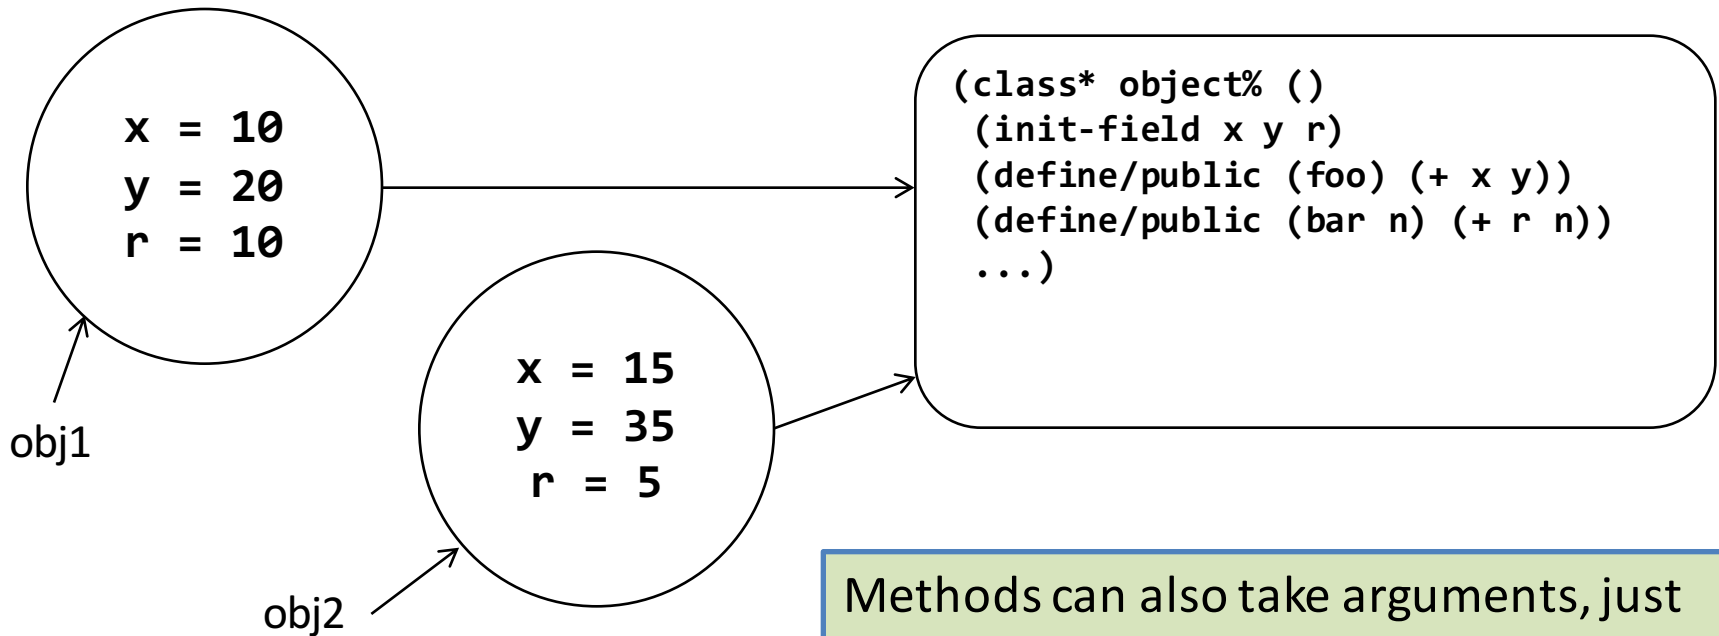 x = 10
y = 20
r = 10
obj1
x = 15
y = 35
r = 5
obj2
(class* object% ()
(init-field x y r)
(define/public (foo) (+ x y))
(define/public (bar n) (+ r n))
...)
Methods can also take arguments, just